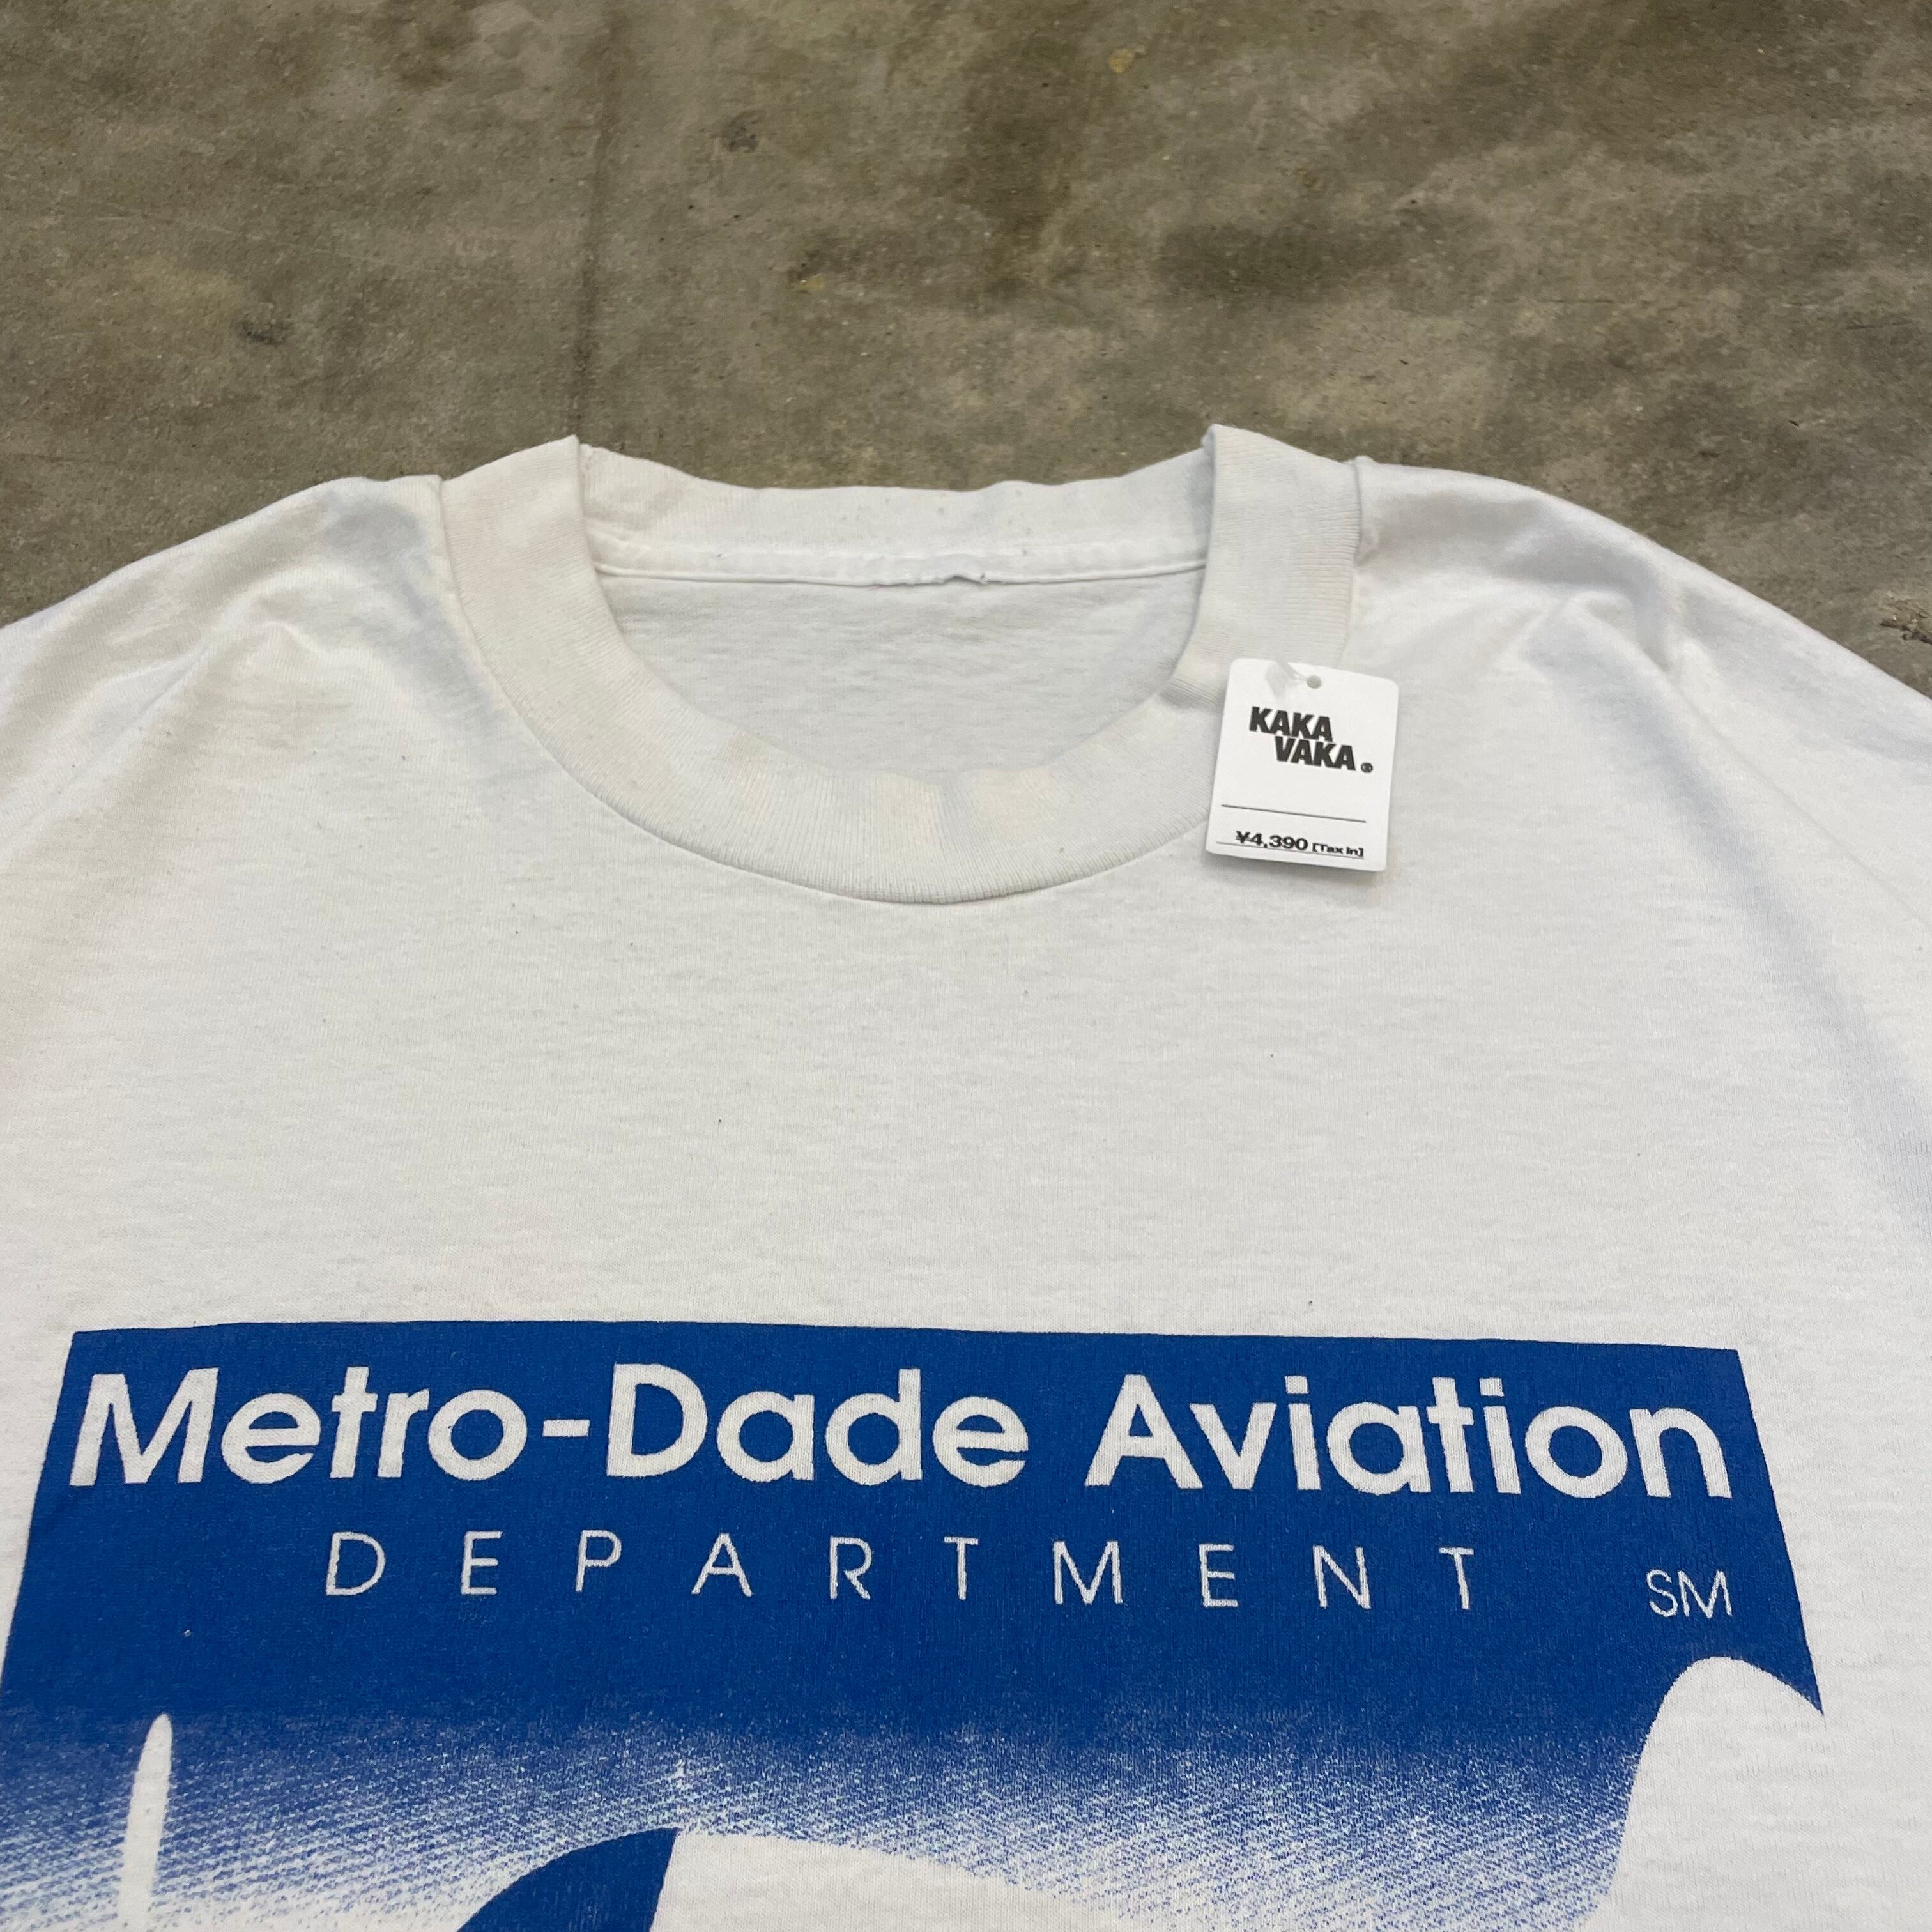 KAKA
VAKA®
¥4,390 [Tax in]
Metro-Dade Aviation
DEPARTMENT SM